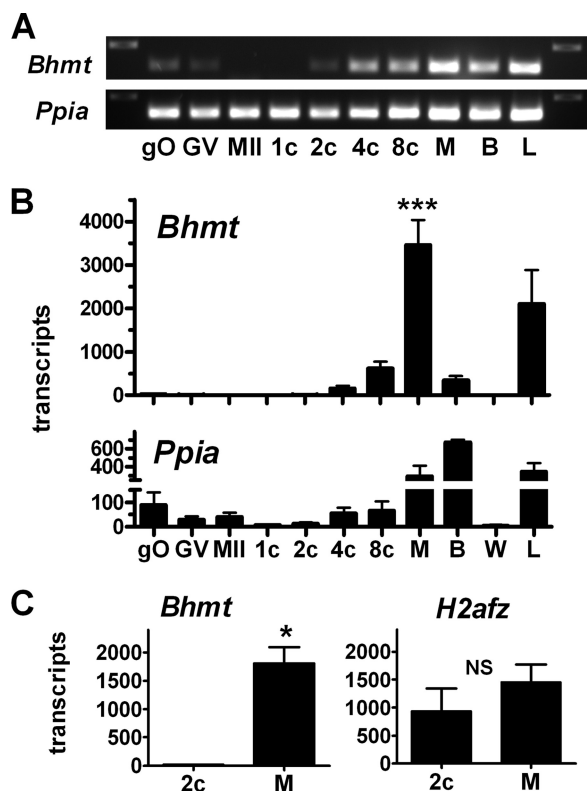 A
Bhmt
Ppia
gO GV MII 1c 2c 4c 8c M B L
B
Bhmt
***
4000
3000
2000
1000
0
transcripts
Ppia
600
400
200
100
0
gO GV MII 1c 2c 4c 8c M B W L
C
Bhmt
H2afz
2000
1500
1000
500
0
*
transcripts
2c M
2000
1500
1000
500
0
NS
2c M